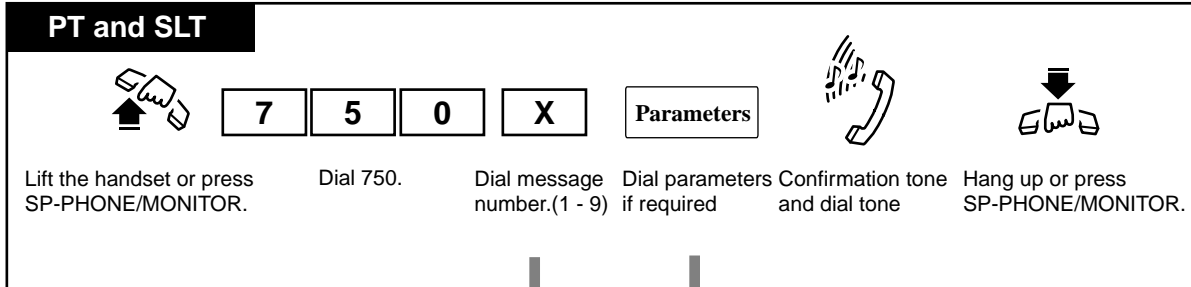 PT and SLT
7 5 0 X Parameters
Lift the handset or press
SP-PHONE/MONITOR.
Dial 750.
Dial message
number.(1 - 9)
Dial parameters
if required
Confirmation tone
and dial tone
Hang up or press
SP-PHONE/MONITOR.